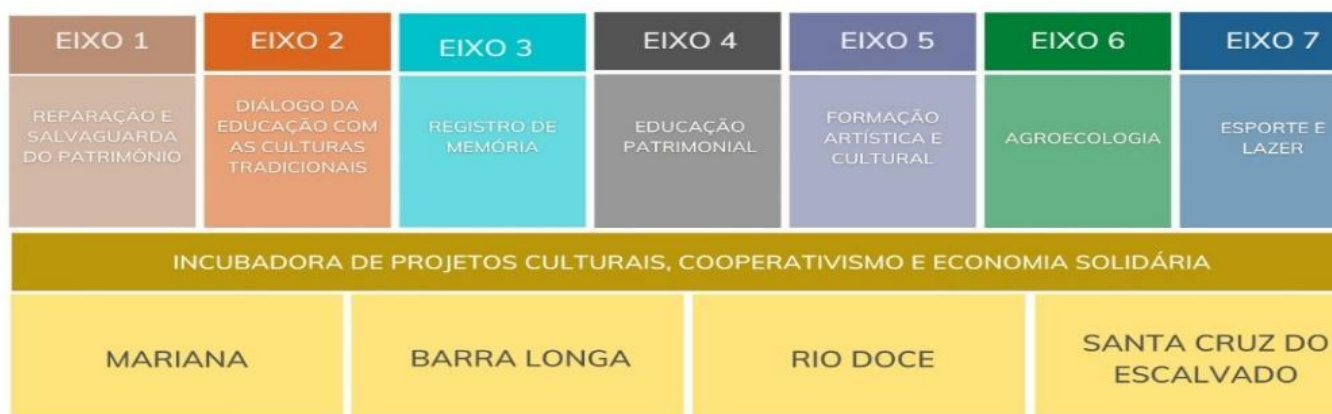 EIXO 1
EIXO 2
EIXO 3
EIXO 4
EIXO 5
EIXO 6
EIXO 7
REPARAÇÃO E
SALVAGUARDA
DO PATRIMÔNIO
DIÁLOGO DA
EDUCAÇÃO COM
AS CULTURAS
TRADICIONAIS
REGISTRO DE
MEMÓRIA
EDUCAÇÃO
PATRIMONIAL
FORMAÇÃO
ARTÍSTICA E
CULTURAL
AGROECOLOGIA
ESPORTE E
LAZER
INCUBADORA DE PROJETOS CULTURAIS, COOPERATIVISMO E ECONOMIA SOLIDÁRIA
MARIANA
BARRA LONGA
RIO DOCE
SANTA CRUZ DO
ESCALVADO